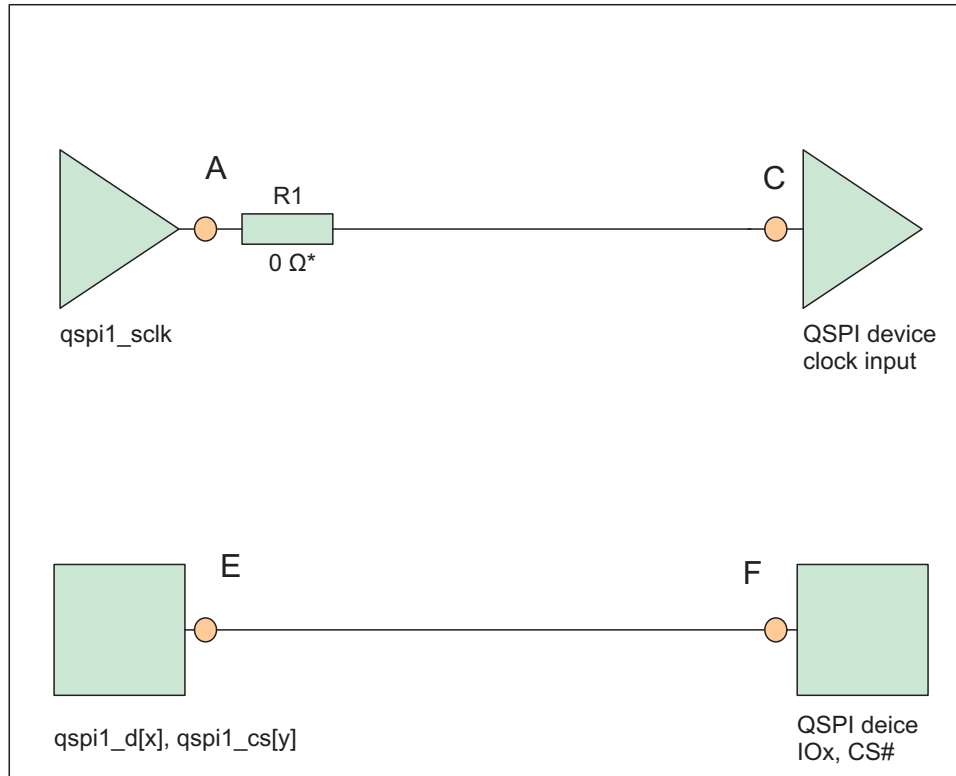 A
R1
0 Ω*
C
qspi1_sclk
QSPI device
clock input
E
F
qspi1_d[x], qspi1_cs[y]
QSPI deice
IOx, CS#